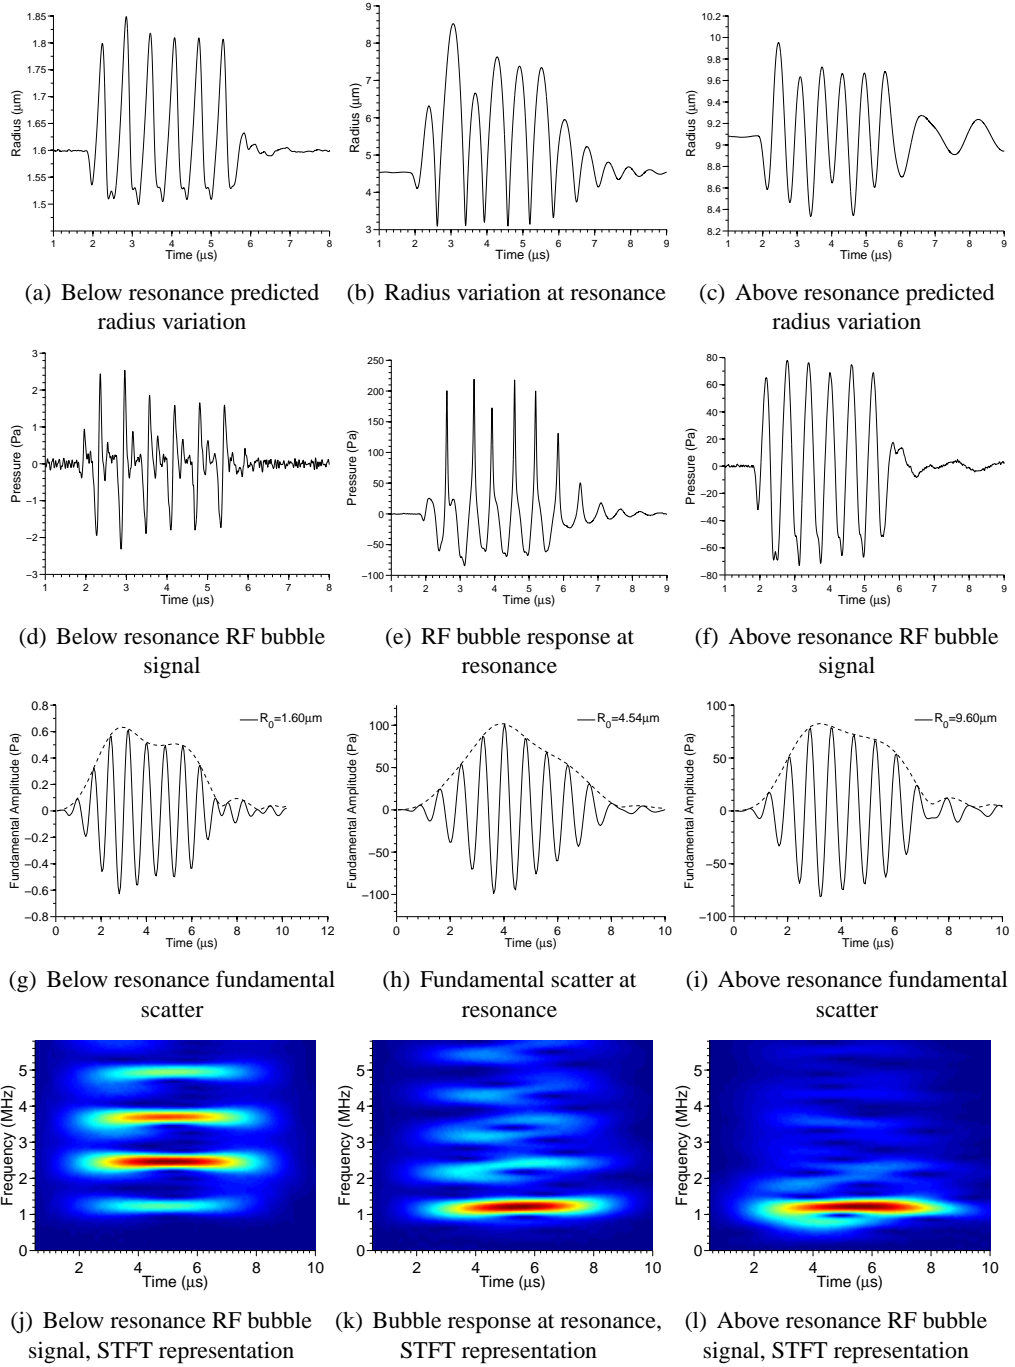 1.85
1.8
1.75
1.7
1.65
1.6
1.55
1.5
Radius (μm)
1 2 3 4 5 6 7 8
Time (μs)
9
8
7
6
5
4
3
Radius (μm)
1 2 3 4 5 6 7 8 9
Time (μs)
10.2
10
9.8
9.6
9.4
9.2
9
8.8
8.6
8.4
8.2
Radius (μm)
1 2 3 4 5 6 7 8 9
Time (μs)
(a) Below resonance predicted
radius variation
(b) Radius variation at resonance
(c) Above resonance predicted
radius variation
3
2
1
0
−1
−2
−3
Pressure (Pa)
1 2 3 4 5 6 7 8
Time (μs)
250
200
150
100
50
0
−50
−100
Pressure (Pa)
1 2 3 4 5 6 7 8 9
Time (μs)
80
60
40
20
0
−20
−40
−60
−80
Pressure (Pa)
1 2 3 4 5 6 7 8 9
Time (μs)
(d) Below resonance RF bubble
signal
(e) RF bubble response at
resonance
(f) Above resonance RF bubble
signal
0.8
0.6
0.4
0.2
0
−0.2
−0.4
−0.6
−0.8
Fundamental Amplitude (Pa)
R0=1.60μm
0 2 4 6 8 10 12
Time (μs)
100
50
0
−50
−100
Fundamental Amplitude (Pa)
R0=4.54μm
0 2 4 6 8 10
Time (μs)
100
50
0
−50
−100
Fundamental Amplitude (Pa)
R0=9.60μm
0 2 4 6 8 10
Time (μs)
(g) Below resonance fundamental
scatter
(h) Fundamental scatter at
resonance
(i) Above resonance fundamental
scatter
5
4
3
2
1
0
Frequency (MHz)
2 4 6 8 10
Time (μs)
5
4
3
2
1
0
Frequency (MHz)
2 4 6 8 10
Time (μs)
5
4
3
2
1
0
Frequency (MHz)
2 4 6 8 10
Time (μs)
(j) Below resonance RF bubble
signal, STFT representation
(k) Bubble response at resonance,
STFT representation
(l) Above resonance RF bubble
signal, STFT representation